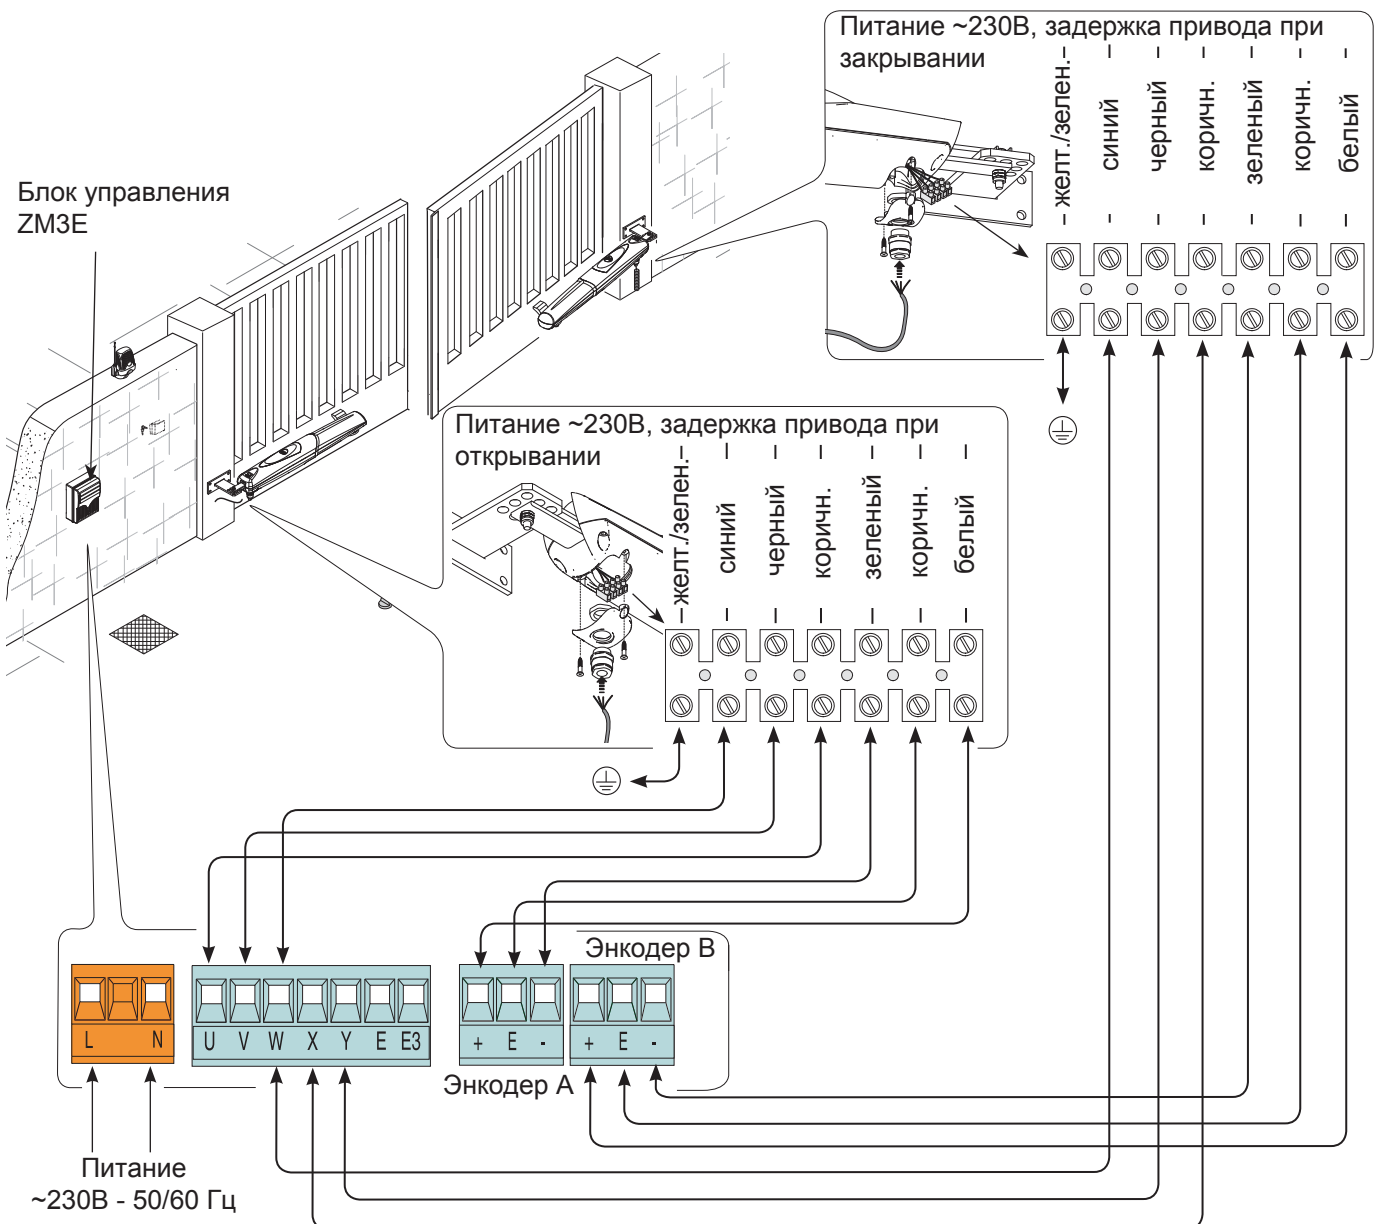 Питание ~230В, задержка привода при
закрывании
желт./зелен.
синий
черный
коричн.
зеленый
коричн.
белый
Блок управления
ZM3E
Питание ~230В, задержка привода при
открывании
желт./зелен.
синий
черный
коричн.
зеленый
коричн.
белый
Энкодер B
L N
U V W X Y E E3
+ E -
+ E -
Энкодер A
Питание
~230В - 50/60 Гц